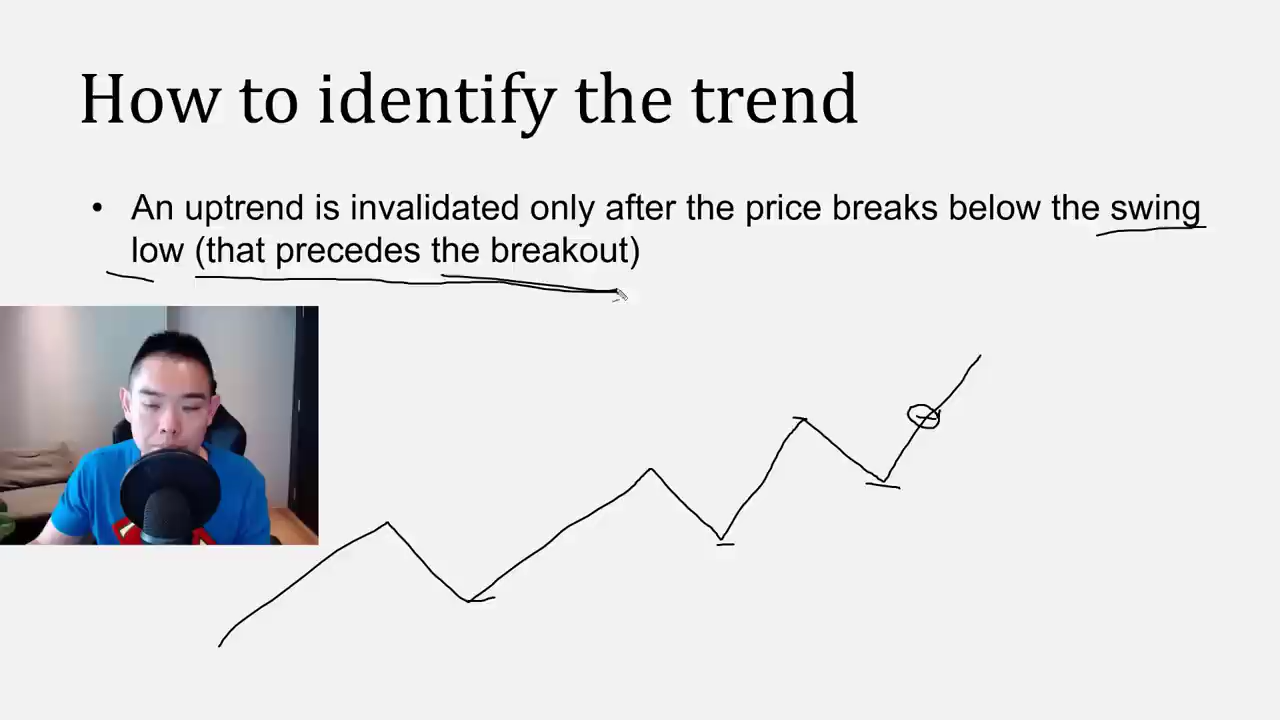 How to identify the trend
• An uptrend is invalidated only after the price breaks below the swing
low (that precedes the breakout)